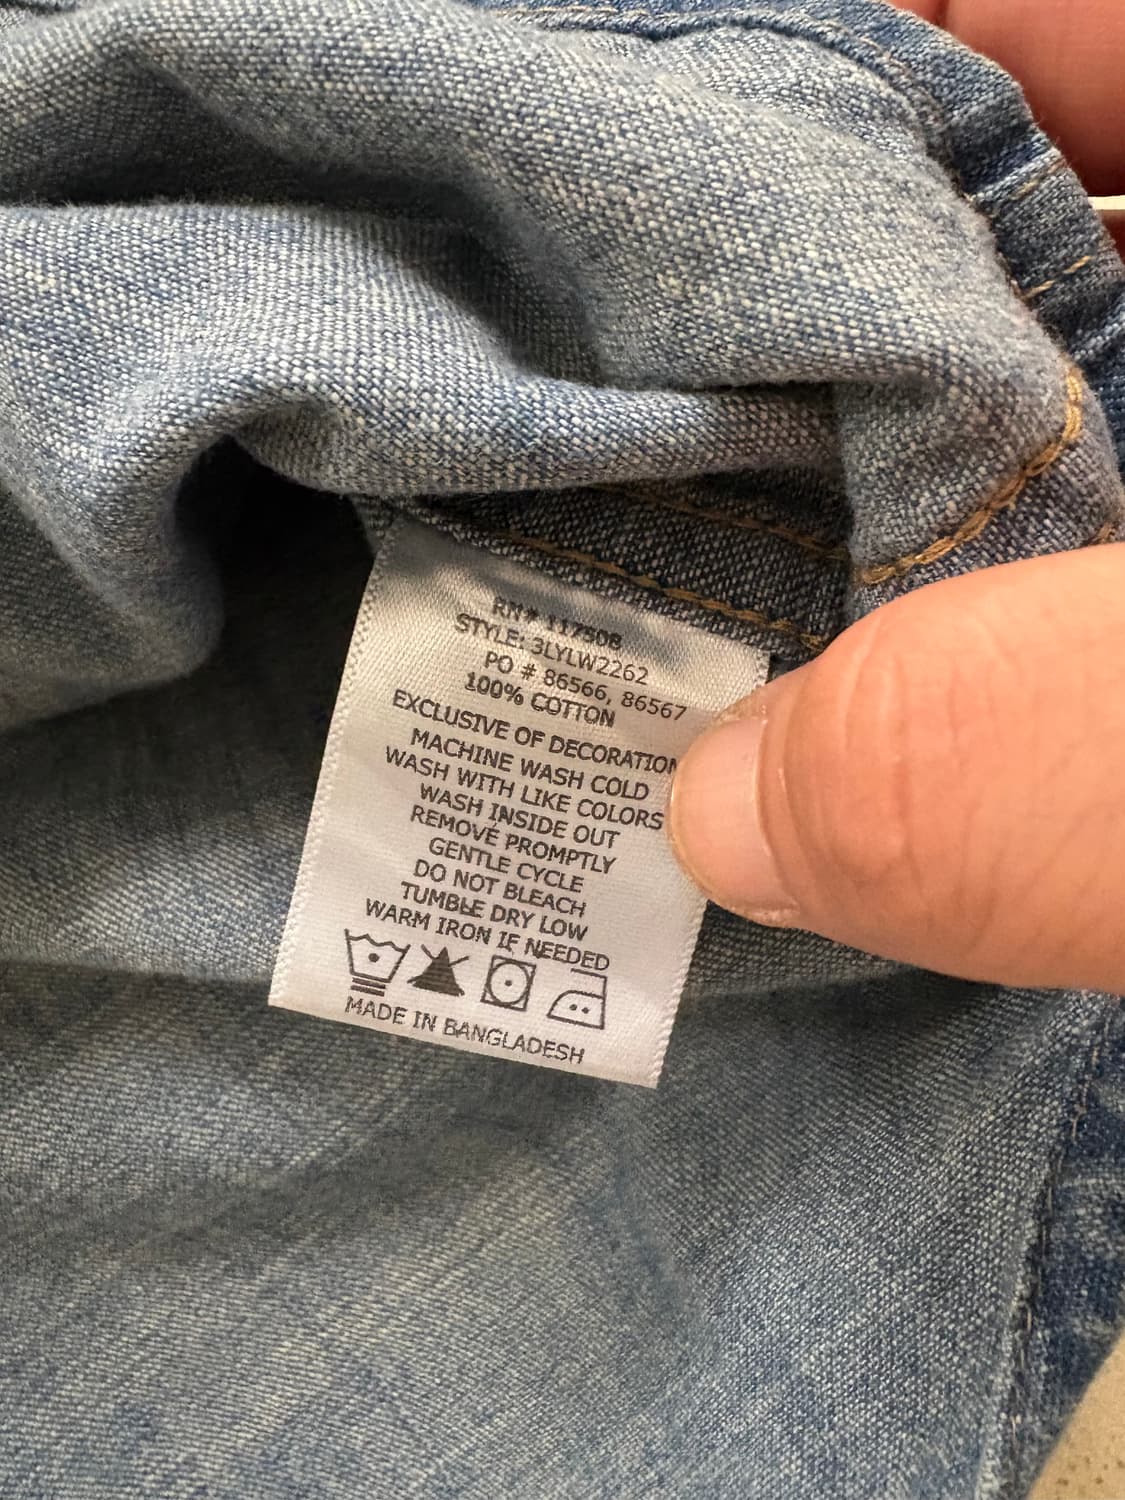 RN# 117508
STYLE: 3LYLW2262
PO # 86566, 86567
100% COTTON
EXCLUSIVE OF DECORATION
MACHINE WASH COLD
WASH WITH LIKE COLORS
WASH INSIDE OUT
REMOVE PROMPTLY
GENTLE CYCLE
DO NOT BLEACH
TUMBLE DRY LOW
WARM IRON IF NEEDED
MADE IN BANGLADESH